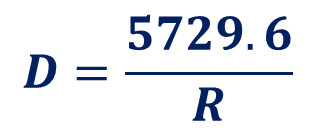 D = 5729.6 / R